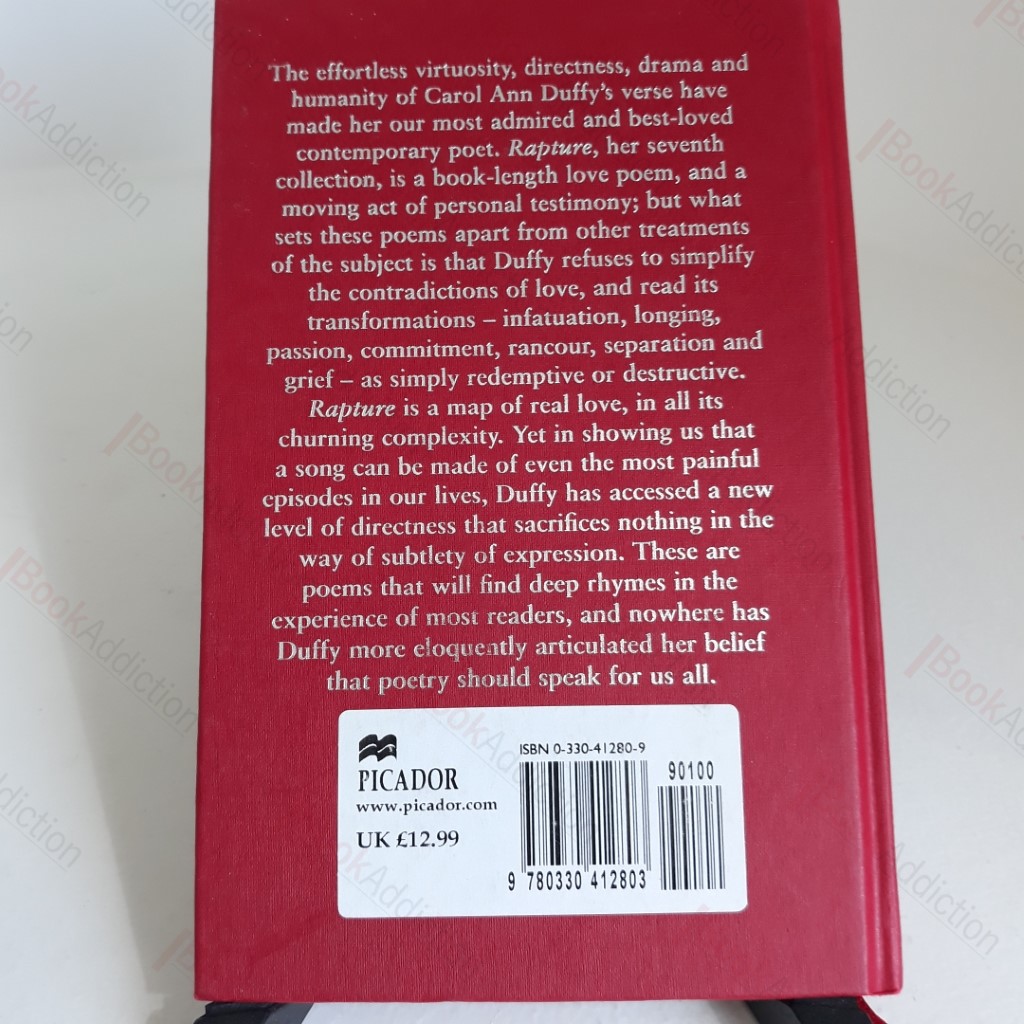 The effortless virtuosity, directness, drama and
humanity of Carol Ann Duffy's verse have
made her our most admired and best-loved
contemporary poet. Rapture, her seventh
collection, is a book-length love poem, and a
moving act of personal testimony; but what
sets these poems apart from other treatments
of the subject is that Duffy refuses to simplify
the contradictions of love, and read its
transformations – infatuation, longing,
passion, commitment, rancour, separation and
grief – as simply redemptive or destructive.
Rapture is a map of real love, in all its
churning complexity. Yet in showing us that
a song can be made of even the most painful
episodes in our lives, Duffy has accessed a new
level of directness that sacrifices nothing in the
way of subtlety of expression. These are
poems that will find deep rhymes in the
experience of most readers, and nowhere has
Duffy more eloquently articulated her belief
that poetry should speak for us all.
PICADOR
www.picador.com
UK £12.99
ISBN 0-330-41280-9
90100
9 780330 412803
BookAddiction